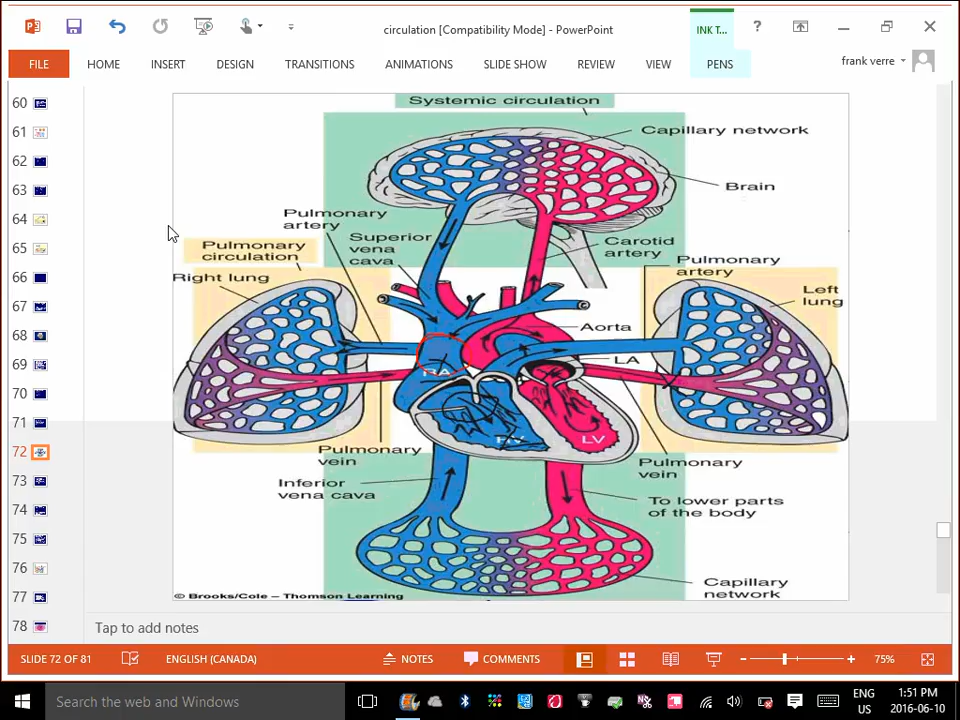 circulation [Compatibility Mode] - PowerPoint
INK T...
?
FILE
HOME
INSERT
DESIGN
TRANSITIONS
ANIMATIONS
SLIDE SHOW
REVIEW
VIEW
PENS
frank verre
60
61
62
63
64
65
66
67
68
69
70
71
72
73
74
75
76
77
78
Systemic circulation
Capillary network
Brain
Pulmonary
artery
Superior
vena
cava
Carotid
artery
Pulmonary
circulation
Pulmonary
artery
Right lung
Left
lung
Aorta
LA
RA
RV
LV
Pulmonary
vein
Pulmonary
vein
Inferior
vena cava
To lower parts
of the body
Capillary
network
© Brooks/Cole – Thomson Learning
Tap to add notes
SLIDE 72 OF 81
ENGLISH (CANADA)
NOTES
COMMENTS
75%
Search the web and Windows
ENG
US
1:51 PM
2016-06-10